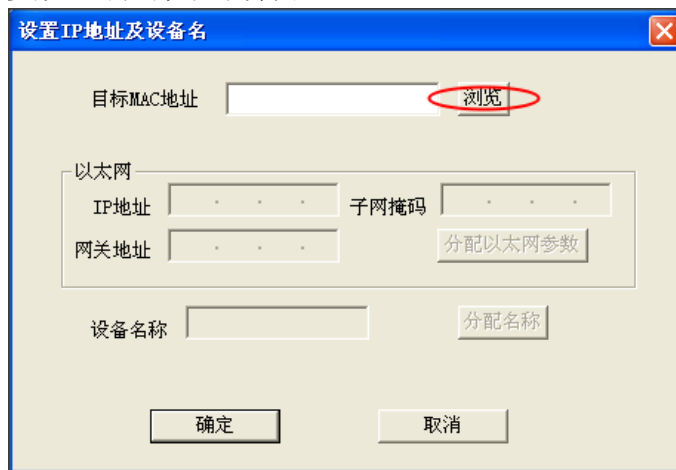 设置IP地址及设备名
目标MAC地址 浏览
以太网
IP地址 . . . 子网掩码 . . .
网关地址 . . . 分配以太网参数
设备名称 分配名称
确定 取消